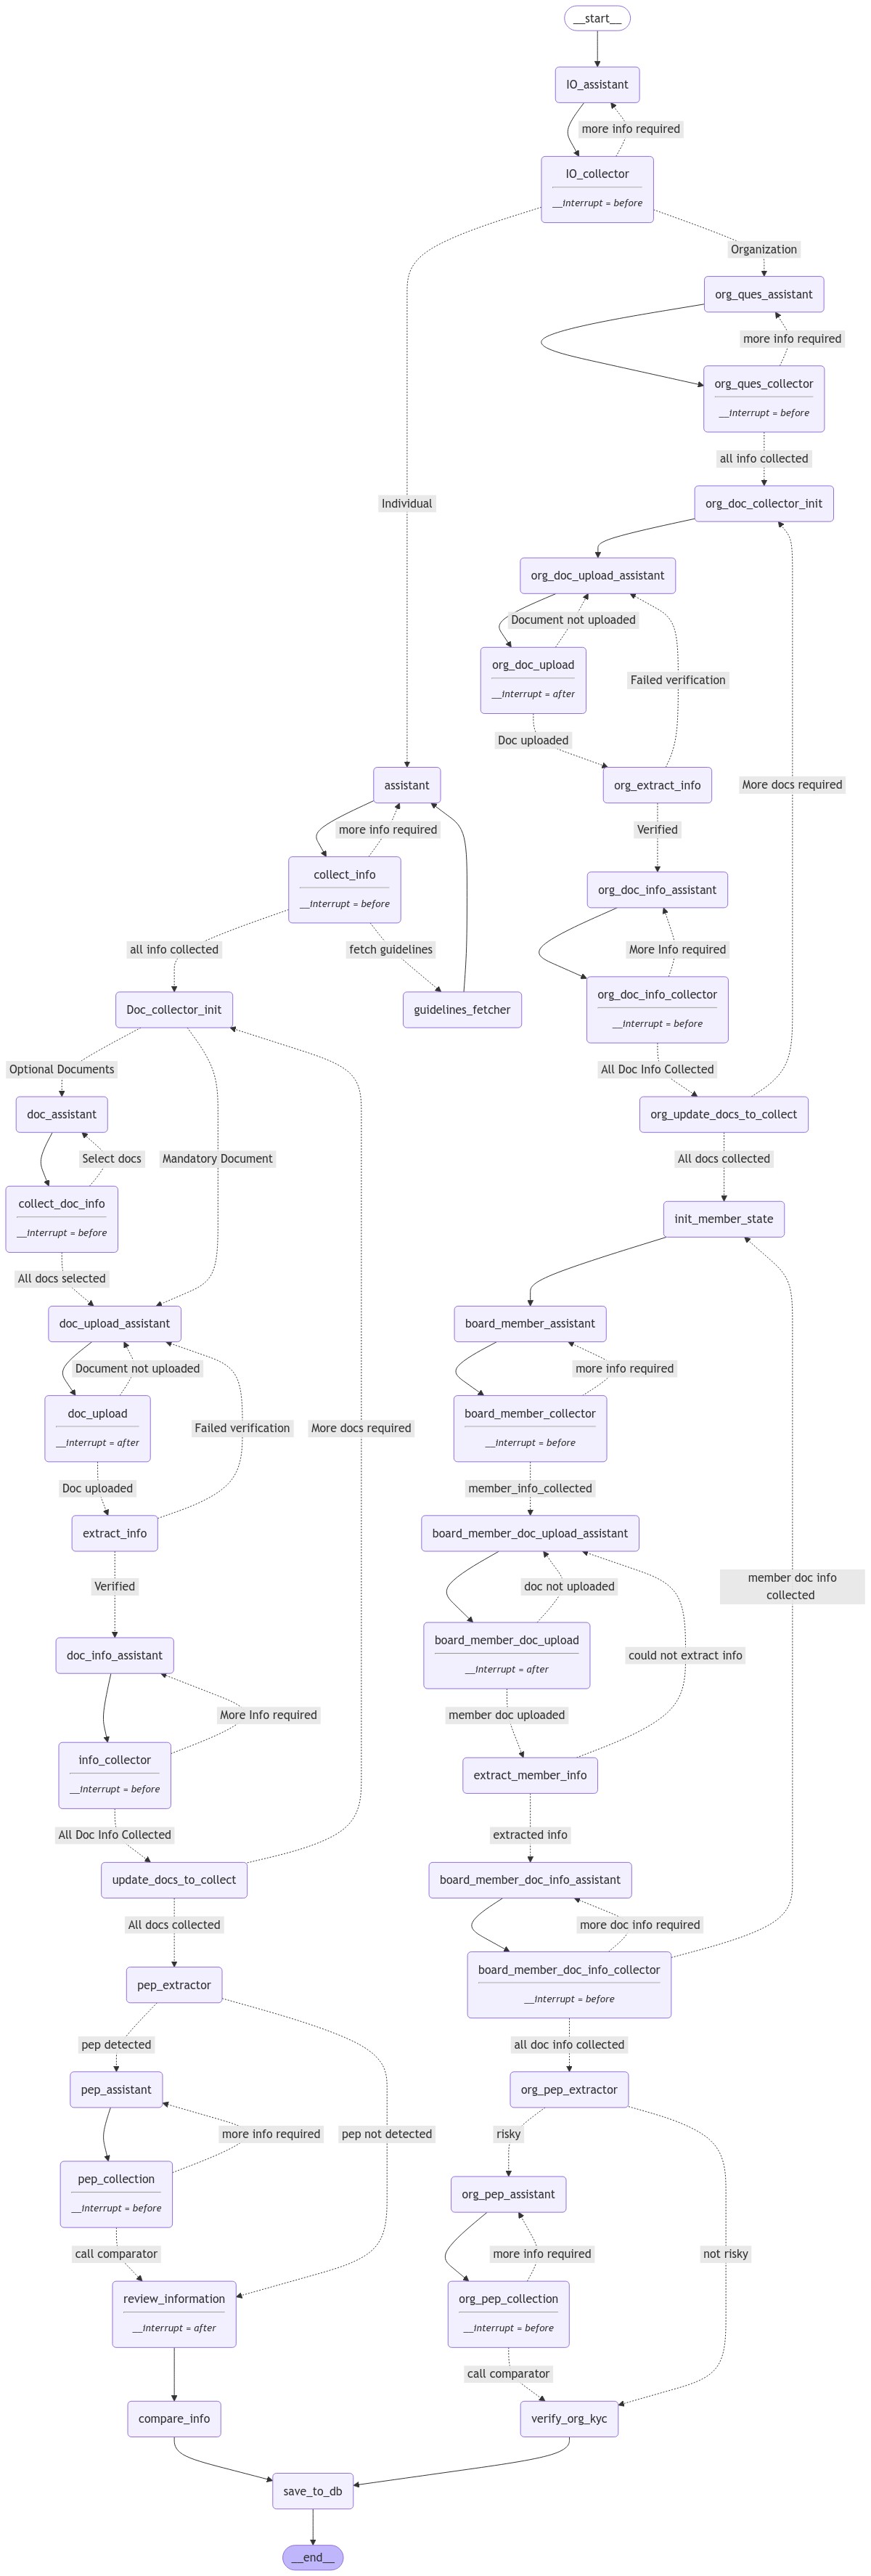 __start__
IO_assistant
more info required
IO_collector
__interrupt = before
Organization
org_ques_assistant
more info required
org_ques_collector
__interrupt = before
all info collected
Individual
org_doc_collector_init
org_doc_upload_assistant
Document not uploaded
org_doc_upload
__interrupt = after
Failed verification
Doc uploaded
org_extract_info
More docs required
Verified
assistant
more info required
collect_info
__interrupt = before
org_doc_info_assistant
all info collected
fetch guidelines
More Info required
Doc_collector_init
guidelines_fetcher
org_doc_info_collector
__interrupt = before
Optional Documents
All Doc Info Collected
doc_assistant
org_update_docs_to_collect
Select docs
Mandatory Document
All docs collected
collect_doc_info
__interrupt = before
init_member_state
All docs selected
doc_upload_assistant
board_member_assistant
Document not uploaded
more info required
doc_upload
__interrupt = after
Failed verification
More docs required
board_member_collector
__interrupt = before
Doc uploaded
member_info_collected
extract_info
board_member_doc_upload_assistant
Verified
doc not uploaded
member doc info
collected
doc_info_assistant
board_member_doc_upload
__interrupt = after
could not extract info
More Info required
member doc uploaded
info_collector
__interrupt = before
extract_member_info
All Doc Info Collected
extracted info
update_docs_to_collect
board_member_doc_info_assistant
All docs collected
more doc info required
pep_extractor
board_member_doc_info_collector
__interrupt = before
pep detected
all doc info collected
pep_assistant
org_pep_extractor
more info required
pep not detected
risky
pep_collection
__interrupt = before
org_pep_assistant
call comparator
more info required
not risky
review_information
__interrupt = after
org_pep_collection
__interrupt = before
call comparator
compare_info
verify_org_kyc
save_to_db
__end__